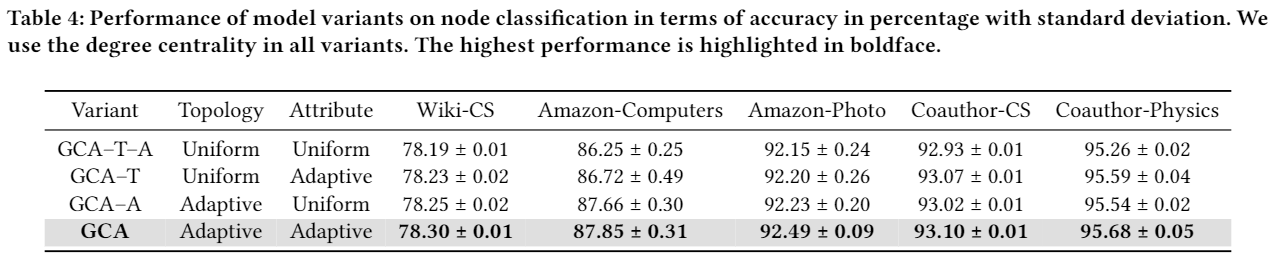 Table 4: Performance of model variants on node classification in terms of accuracy in percentage with standard deviation. We
use the degree centrality in all variants. The highest performance is highlighted in boldface.
Variant Topology Attribute Wiki-CS Amazon-Computers Amazon-Photo Coauthor-CS Coauthor-Physics
GCA–T–A Uniform Uniform 78.19 ± 0.01 86.25 ± 0.25 92.15 ± 0.24 92.93 ± 0.01 95.26 ± 0.02
GCA–T Uniform Adaptive 78.23 ± 0.02 86.72 ± 0.49 92.20 ± 0.26 93.07 ± 0.01 95.59 ± 0.04
GCA–A Adaptive Uniform 78.25 ± 0.02 87.66 ± 0.30 92.23 ± 0.20 93.02 ± 0.01 95.54 ± 0.02
GCA Adaptive Adaptive 78.30 ± 0.01 87.85 ± 0.31 92.49 ± 0.09 93.10 ± 0.01 95.68 ± 0.05